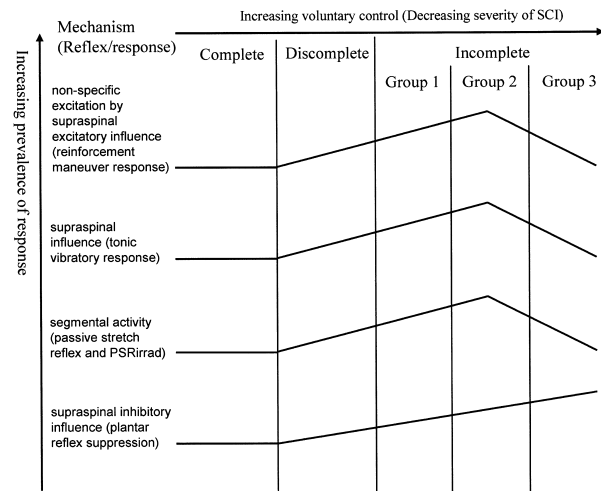 Increasing voluntary control (Decreasing severity of SCI)
Mechanism
(Reflex/response)
Complete
Discomplete
Incomplete
Group 1
Group 2
Group 3
Increasing prevalence of response
non-specific
excitation by
supraspinal
excitatory influence
(reinforcement
maneuver response)
supraspinal
influence (tonic
vibratory response)
segmental activity
(passive stretch
reflex and PSRirrad)
supraspinal inhibitory
influence (plantar
reflex suppression)